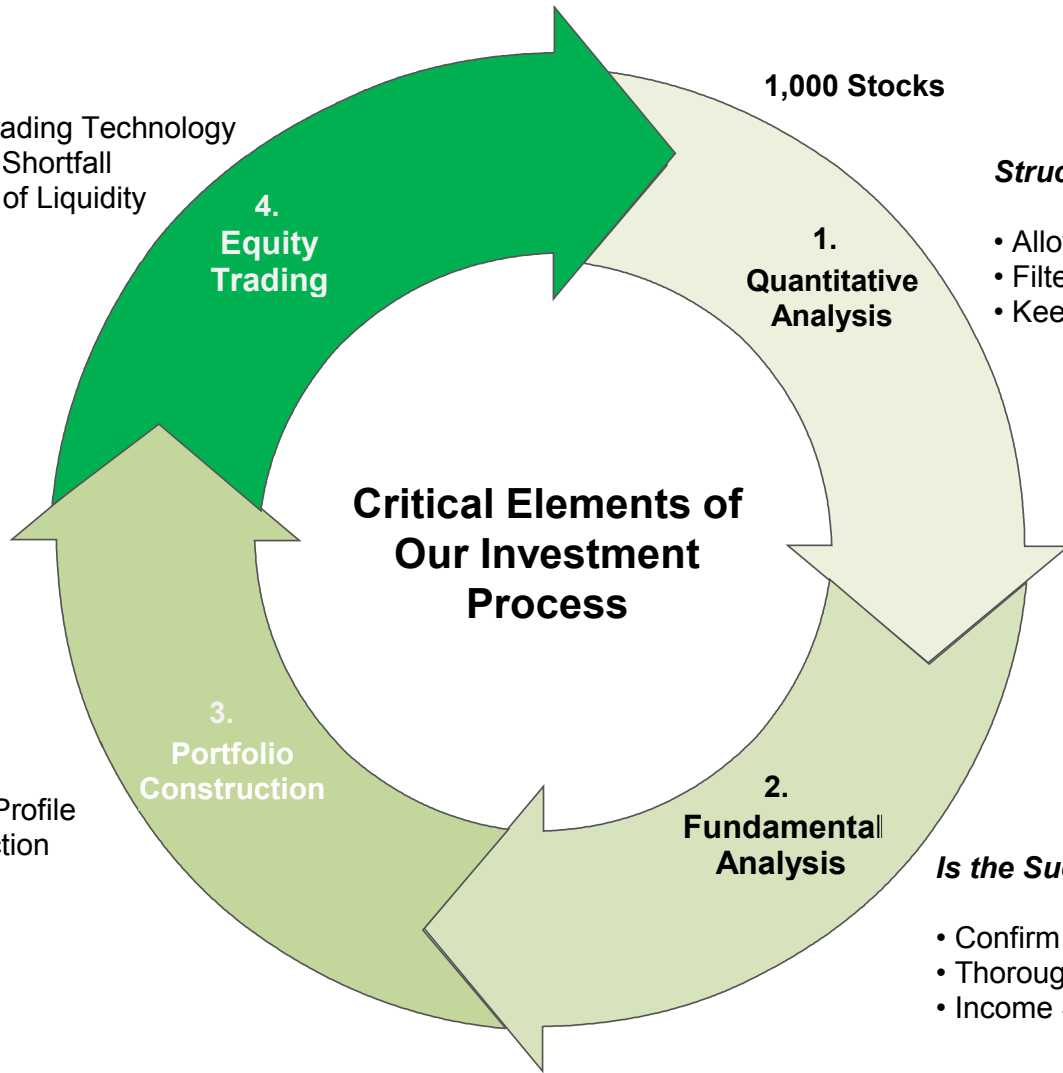 1,000 Stocks
ading Technology
Shortfall
of Liquidity
4.
Equity
Trading
1.
Quantitative
Analysis
• Allo
• Filte
• Kee
Critical Elements of
Our Investment
Process
3.
Portfolio
Construction
Profile
tion
2.
Fundamental
Analysis
Is the Su
• Confirm
• Thoroug
• Income